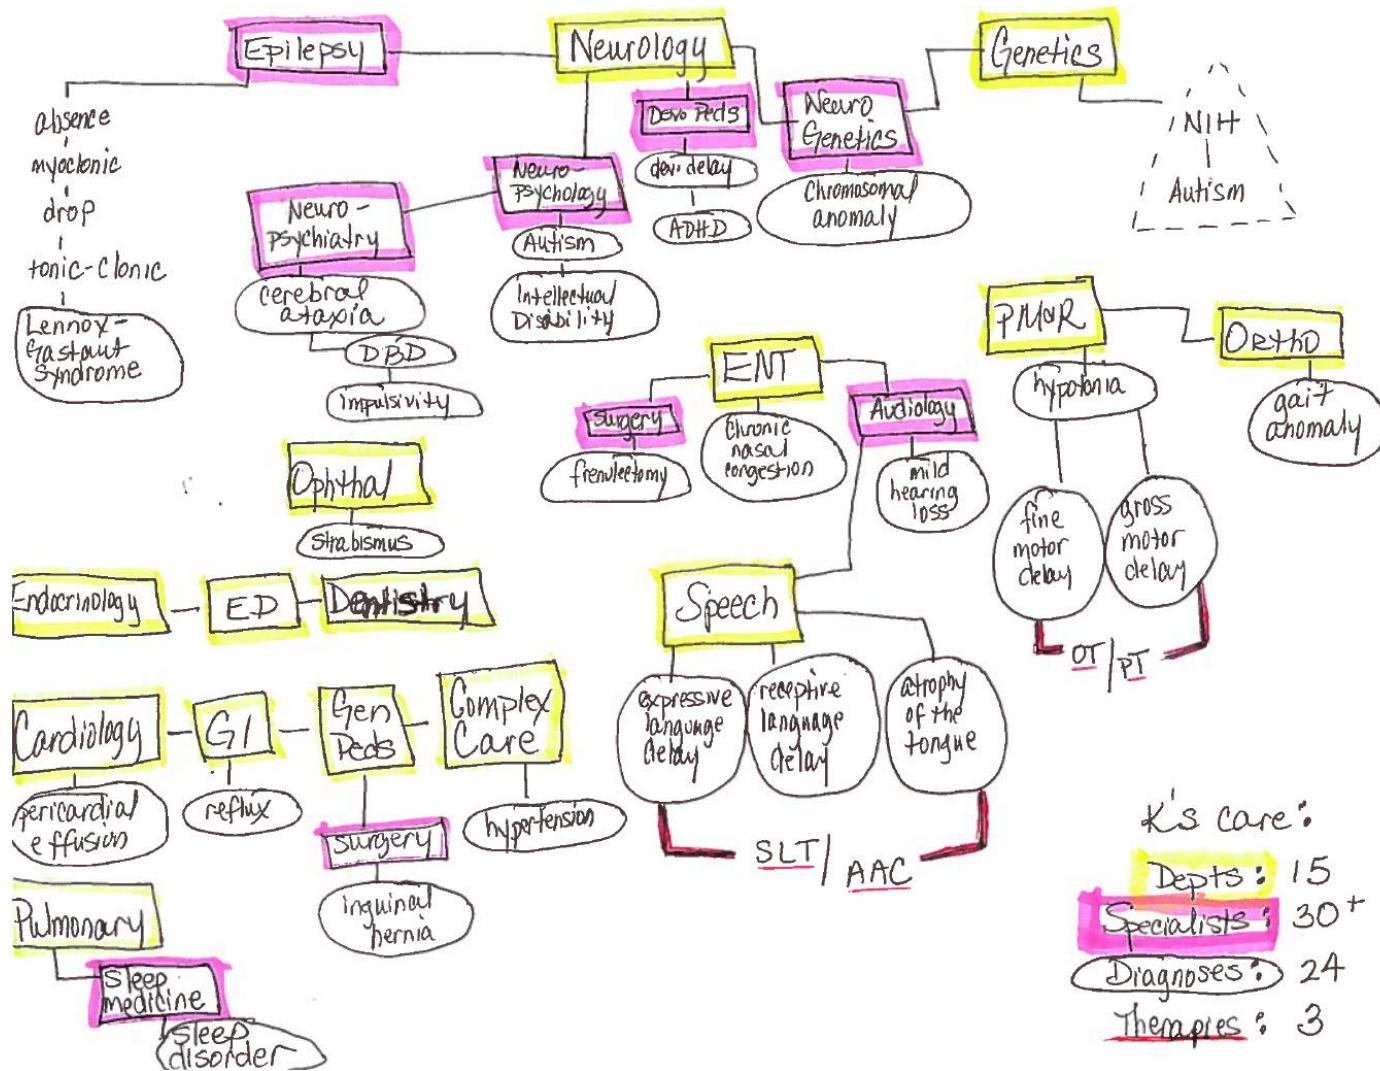 Epilepsy
Neurology
Genetics
absence
myoclonic
drop
tonic-clonic
Lennox-
Gastaut
Syndrome
Neuro-
psychiatry
cerebral
ataxia
DBD
impulsivity
Neuro-
psychology
Autism
Intellectual
Disability
Devo Peds
dev. delay
ADHD
Neuro
Genetics
Chromosomal
anomaly
NIH
Autism
PM&R
hypotonia
fine
motor
delay
gross
motor
delay
OT/PT
ORTHO
gait
anomaly
ENT
surgery
frenulectomy
chronic
nasal
congestion
Audiology
mild
hearing
loss
Ophthal
strabismus
Endocrinology
ED
Dentistry
Speech
expressive
language
delay
receptive
language
delay
atrophy
of the
tongue
SLT/AAC
Cardiology
pericardial
effusion
GI
reflux
Gen
Peds
surgery
inguinal
hernia
Complex
Care
hypertension
Pulmonary
sleep
medicine
sleep
disorder
K's care:
Depts: 15
Specialists: 30+
Diagnoses: 24
Therapies: 3